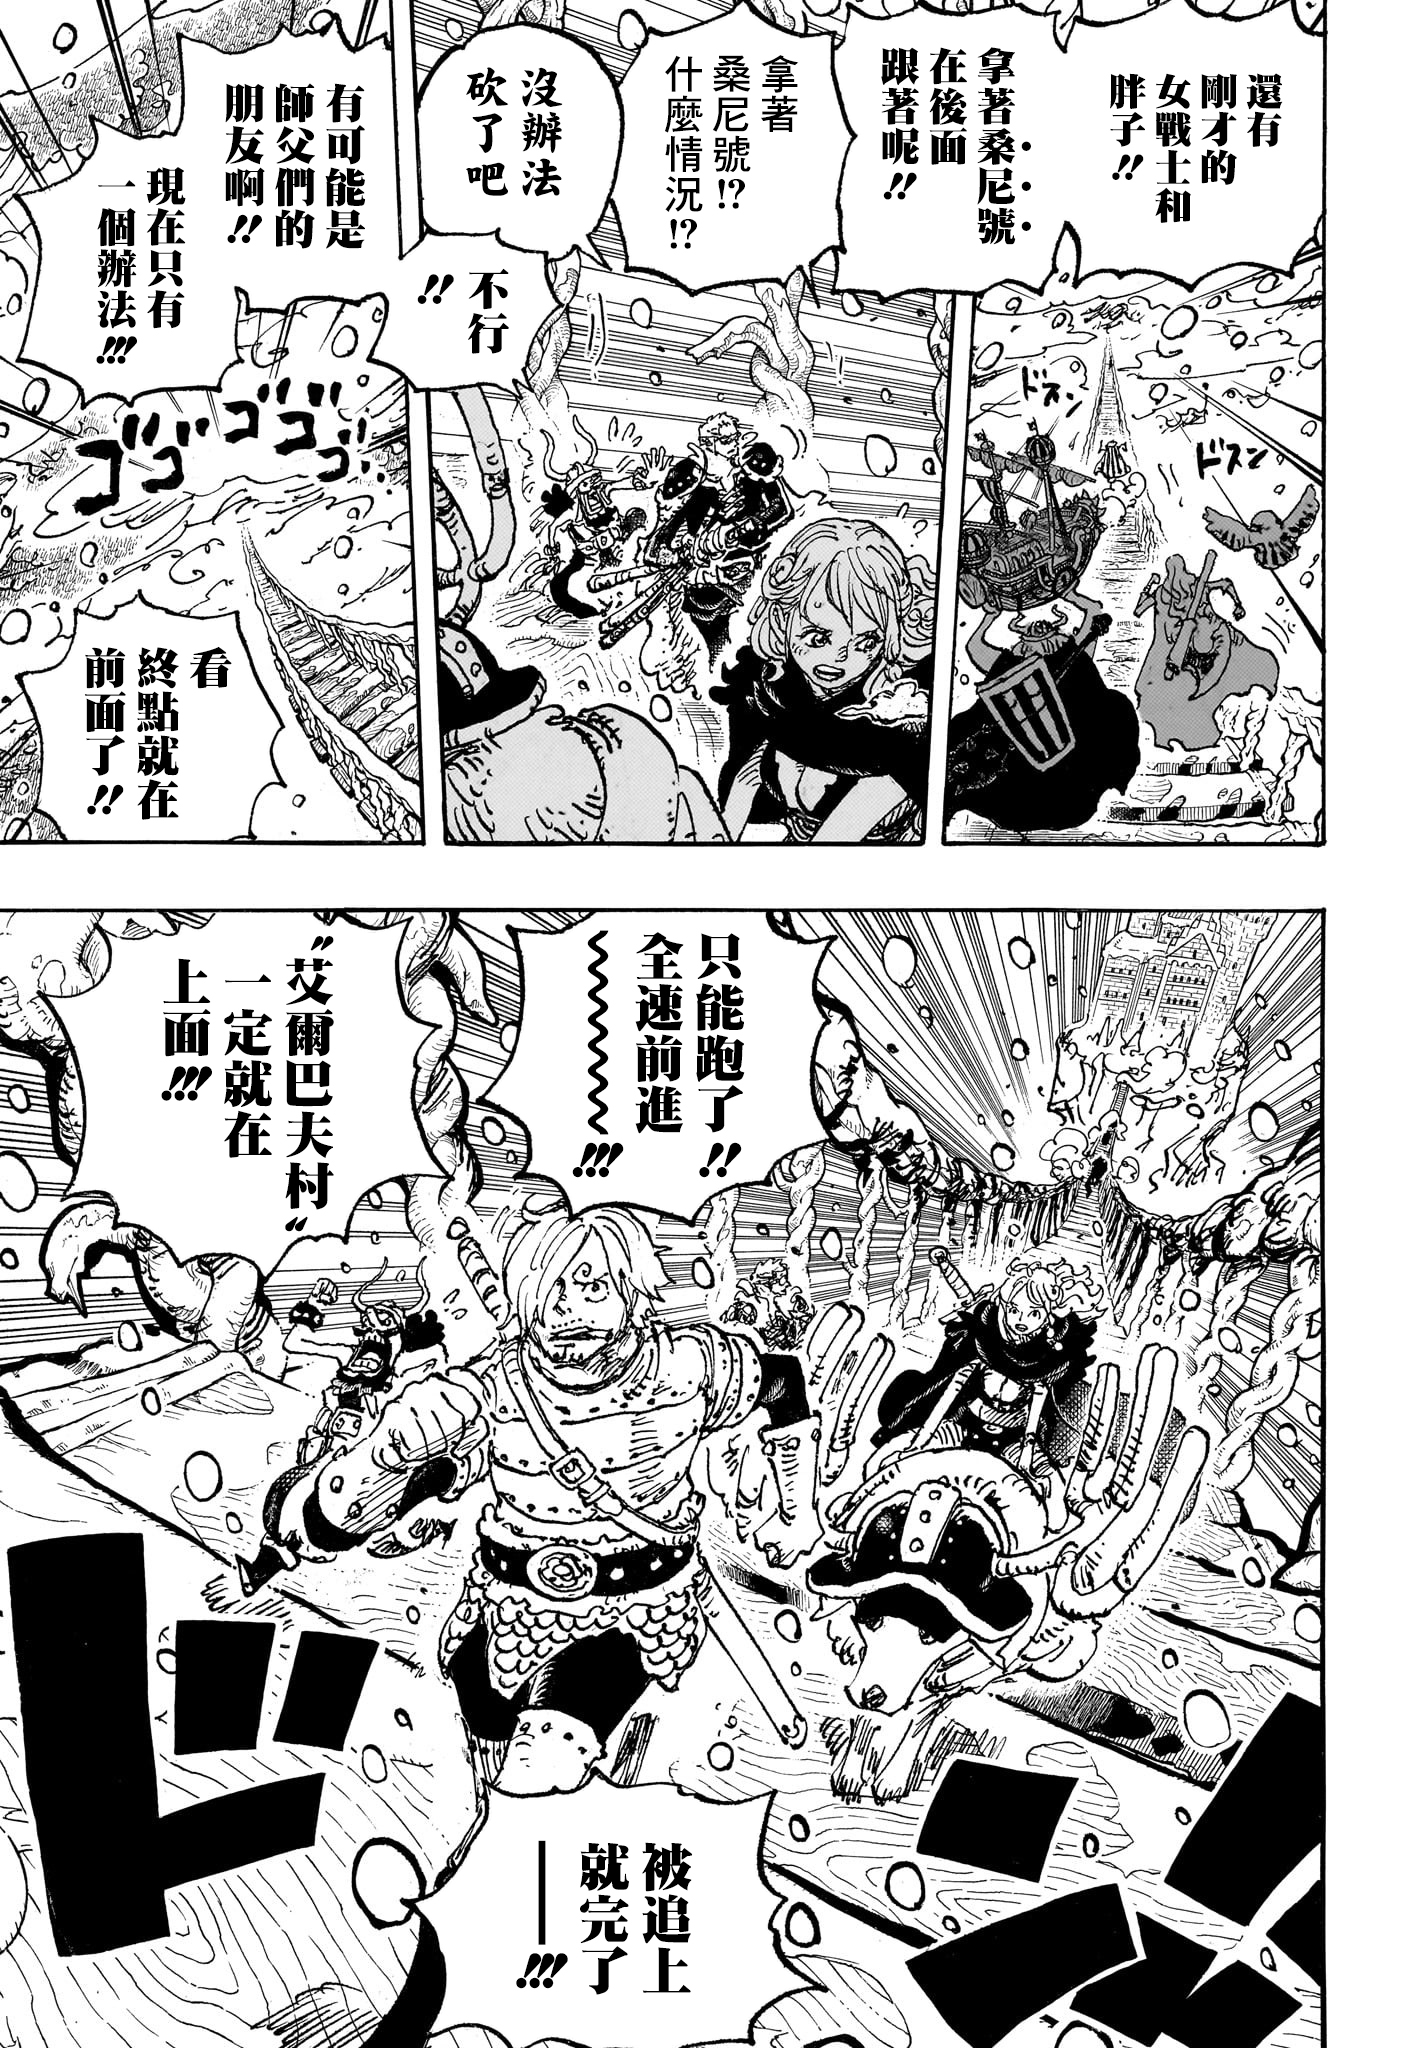 還有
剛才的
女戰士和
胖子!!
拿著桑尼號
在後面
跟著呢!!
ドスン
ドスン
拿著
桑尼號!?
什麼情況!?
沒辦法
砍了吧
不行
!!
有可能是
師父們的
朋友啊!!
現在只有
一個辦法!!!
ゴゴゴゴゴ
看
終點就在
前面了!!
只能跑了!!
全速前進
!!!
〝艾爾巴夫村〞
一定就在
上面!!!
被追上
就完了
——!!!
ド